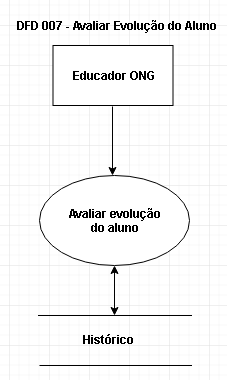 DFD 007 - Avaliar Evolução do Aluno
Educador ONG
Avaliar evolução
do aluno
Histórico